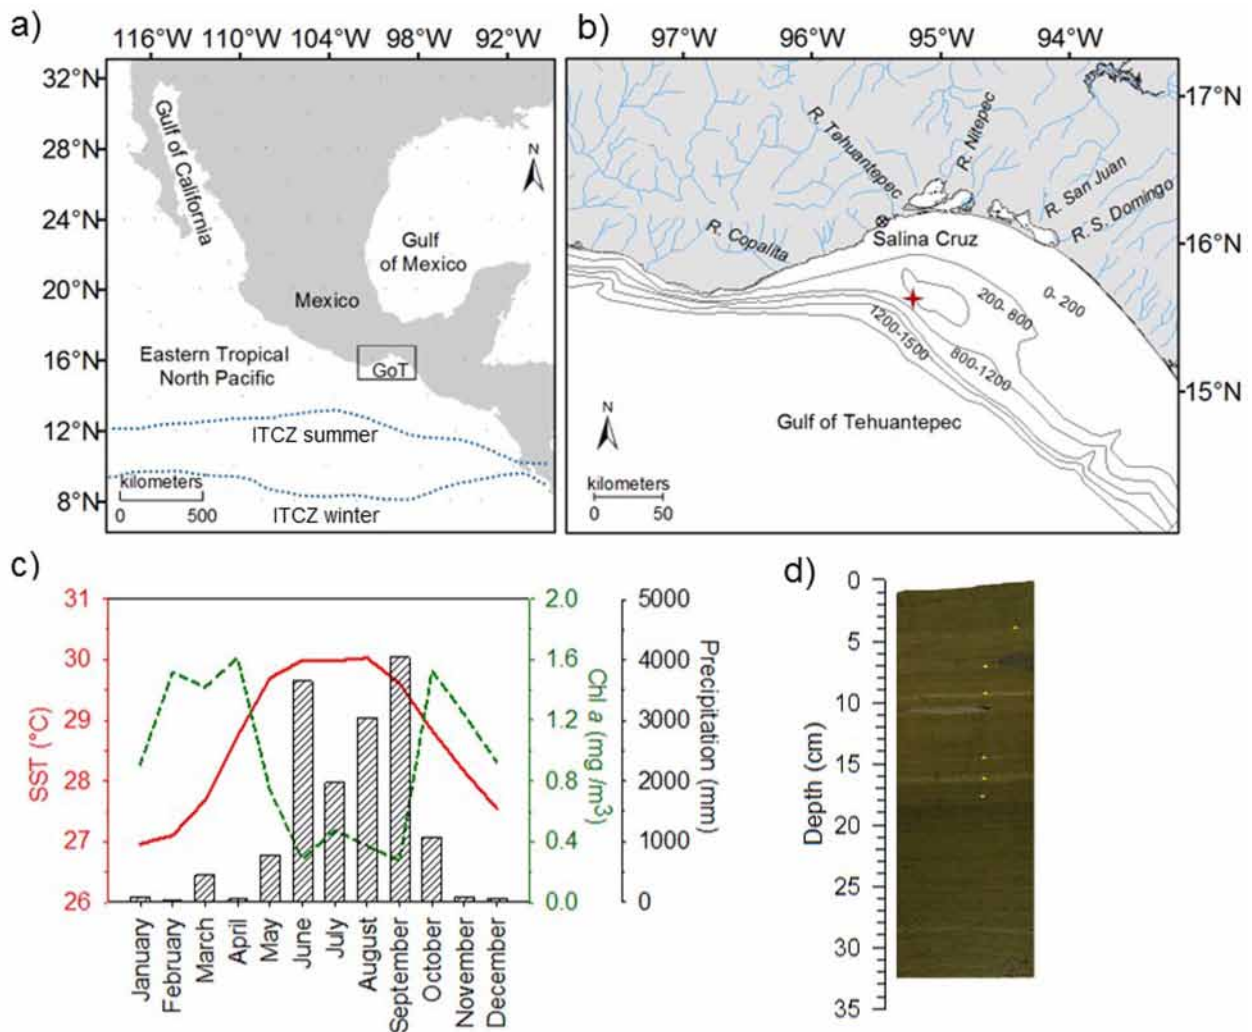 a)
116°W 110°W 104°W 98°W 92°W
32°N
28°N
24°N
20°N
16°N
12°N
8°N
Gulf of California
N
Gulf
of Mexico
Mexico
Eastern Tropical
North Pacific
GoT
ITCZ summer
kilometers
0 500
ITCZ winter
b)
97°W 96°W 95°W 94°W
17°N
16°N
15°N
R. Tehuantepec
R. Nitepec
R. San Juan
R. S. Domingo
R. Copalita
Salina Cruz
0- 200
200- 800
800-1200
1200-1500
N
Gulf of Tehuantepec
kilometers
0 50
c)
SST (°C)
31
30
29
28
27
26
2.0
1.6
1.2
0.8
0.4
0.0
Chl a (mg /m3)
5000
4000
3000
2000
1000
0
Precipitation (mm)
January
February
March
April
May
June
July
August
September
October
November
December
d)
Depth (cm)
0
5
10
15
20
25
30
35